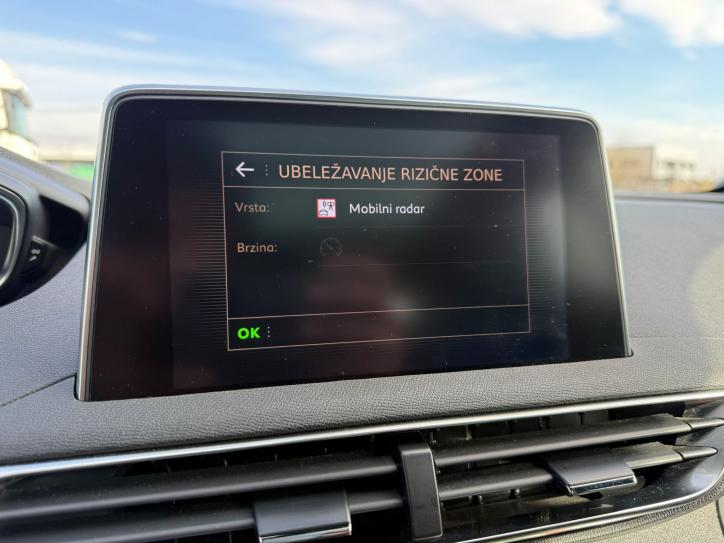 UBELEŽAVANJE RIZIČNE ZONE
Vrsta: Mobilni radar
Brzina:
OK